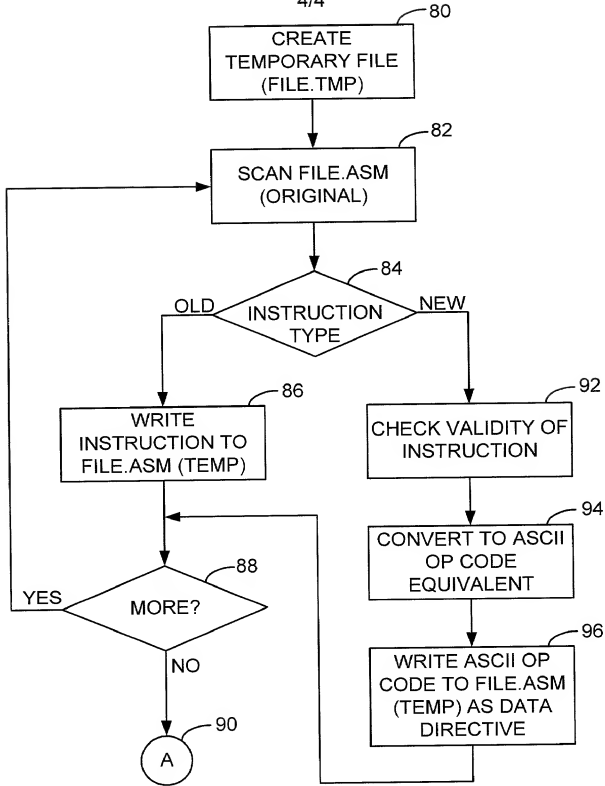 4/4
80
CREATE
TEMPORARY FILE
(FILE.TMP)
82
SCAN FILE.ASM
(ORIGINAL)
84
OLD
INSTRUCTION
TYPE
NEW
86
WRITE
INSTRUCTION TO
FILE.ASM (TEMP)
92
CHECK VALIDITY OF
INSTRUCTION
94
CONVERT TO ASCII
OP CODE
EQUIVALENT
88
YES
MORE?
NO
96
WRITE ASCII OP
CODE TO FILE.ASM
(TEMP) AS DATA
DIRECTIVE
90
A